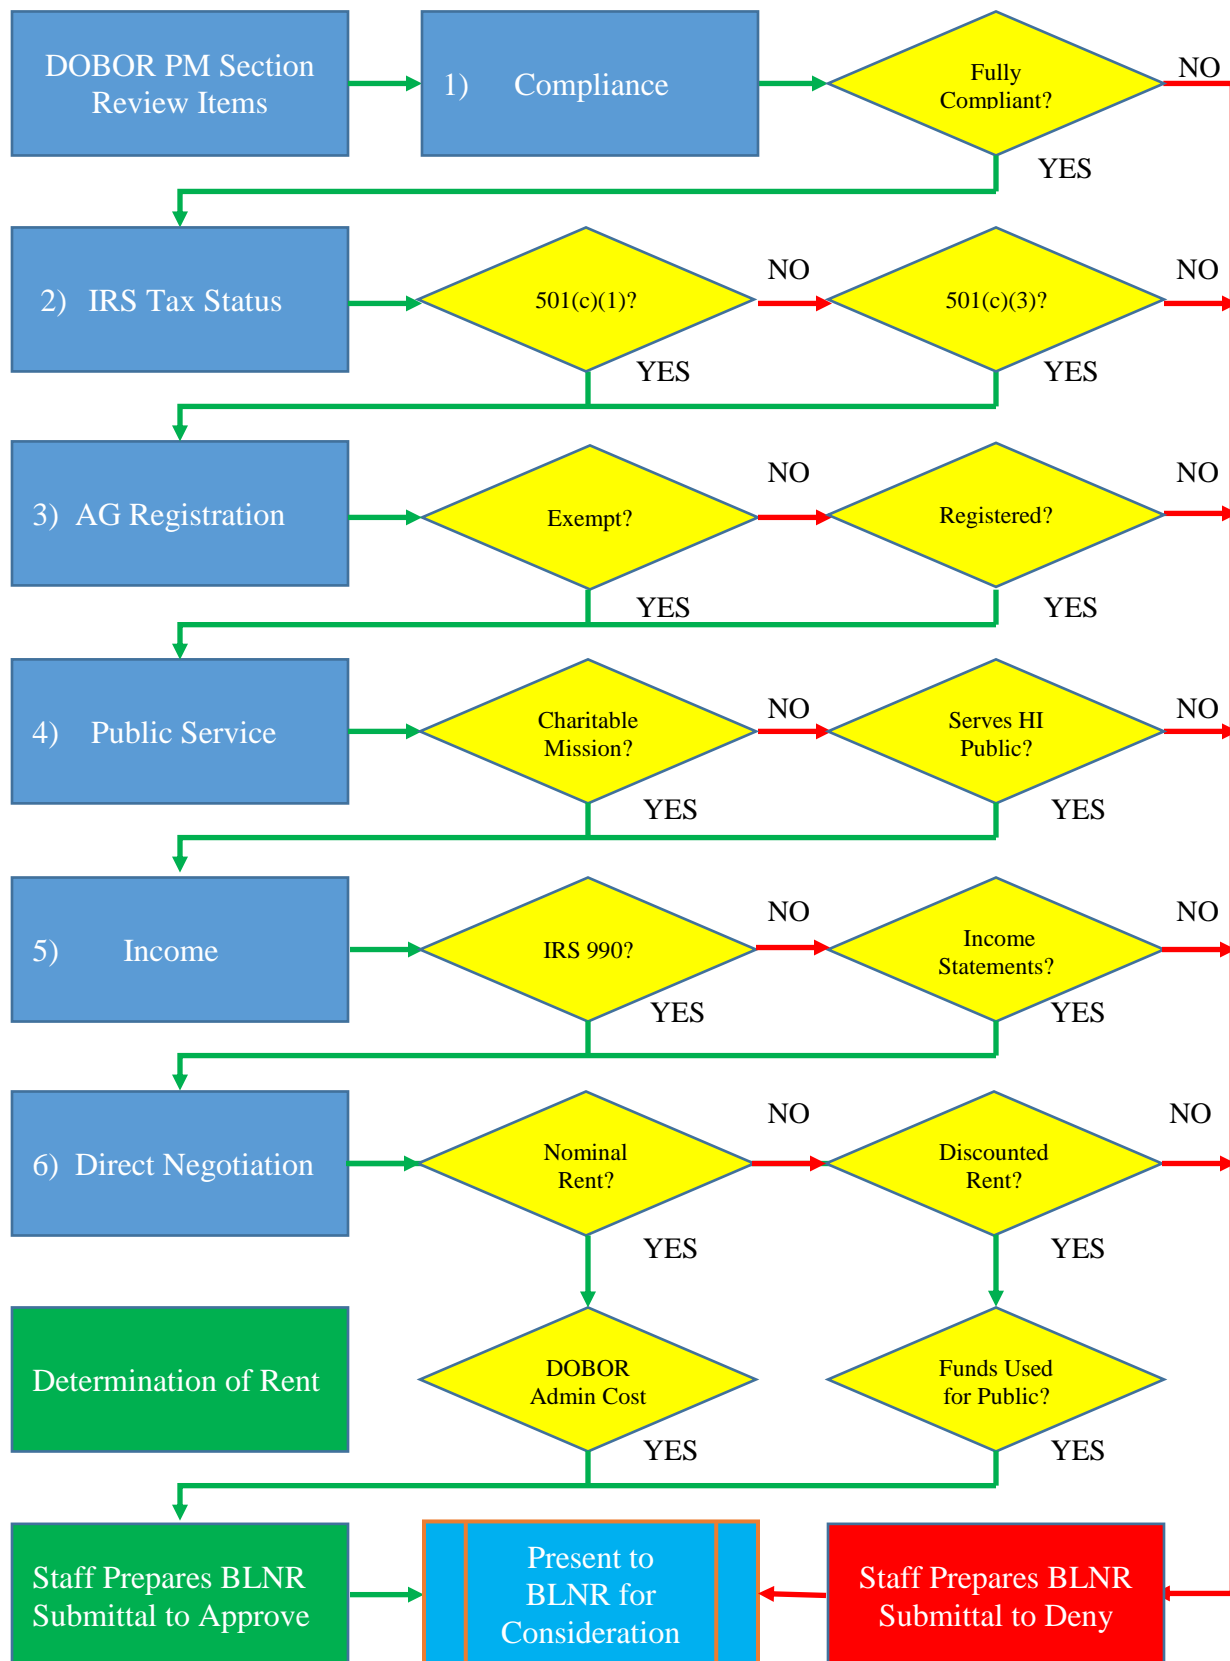 DOBOR PM Section
Review Items
1) Compliance
Fully
Compliant?
NO
YES
2) IRS Tax Status
501(c)(1)?
NO
501(c)(3)?
NO
YES
YES
3) AG Registration
Exempt?
NO
Registered?
NO
YES
YES
4) Public Service
Charitable
Mission?
NO
Serves HI
Public?
NO
YES
YES
5) Income
IRS 990?
NO
Income
Statements?
NO
YES
YES
6) Direct Negotiation
Nominal
Rent?
NO
Discounted
Rent?
NO
YES
YES
Determination of Rent
DOBOR
Admin Cost
Funds Used
for Public?
YES
YES
Staff Prepares BLNR
Submittal to Approve
Present to
BLNR for
Consideration
Staff Prepares BLNR
Submittal to Deny